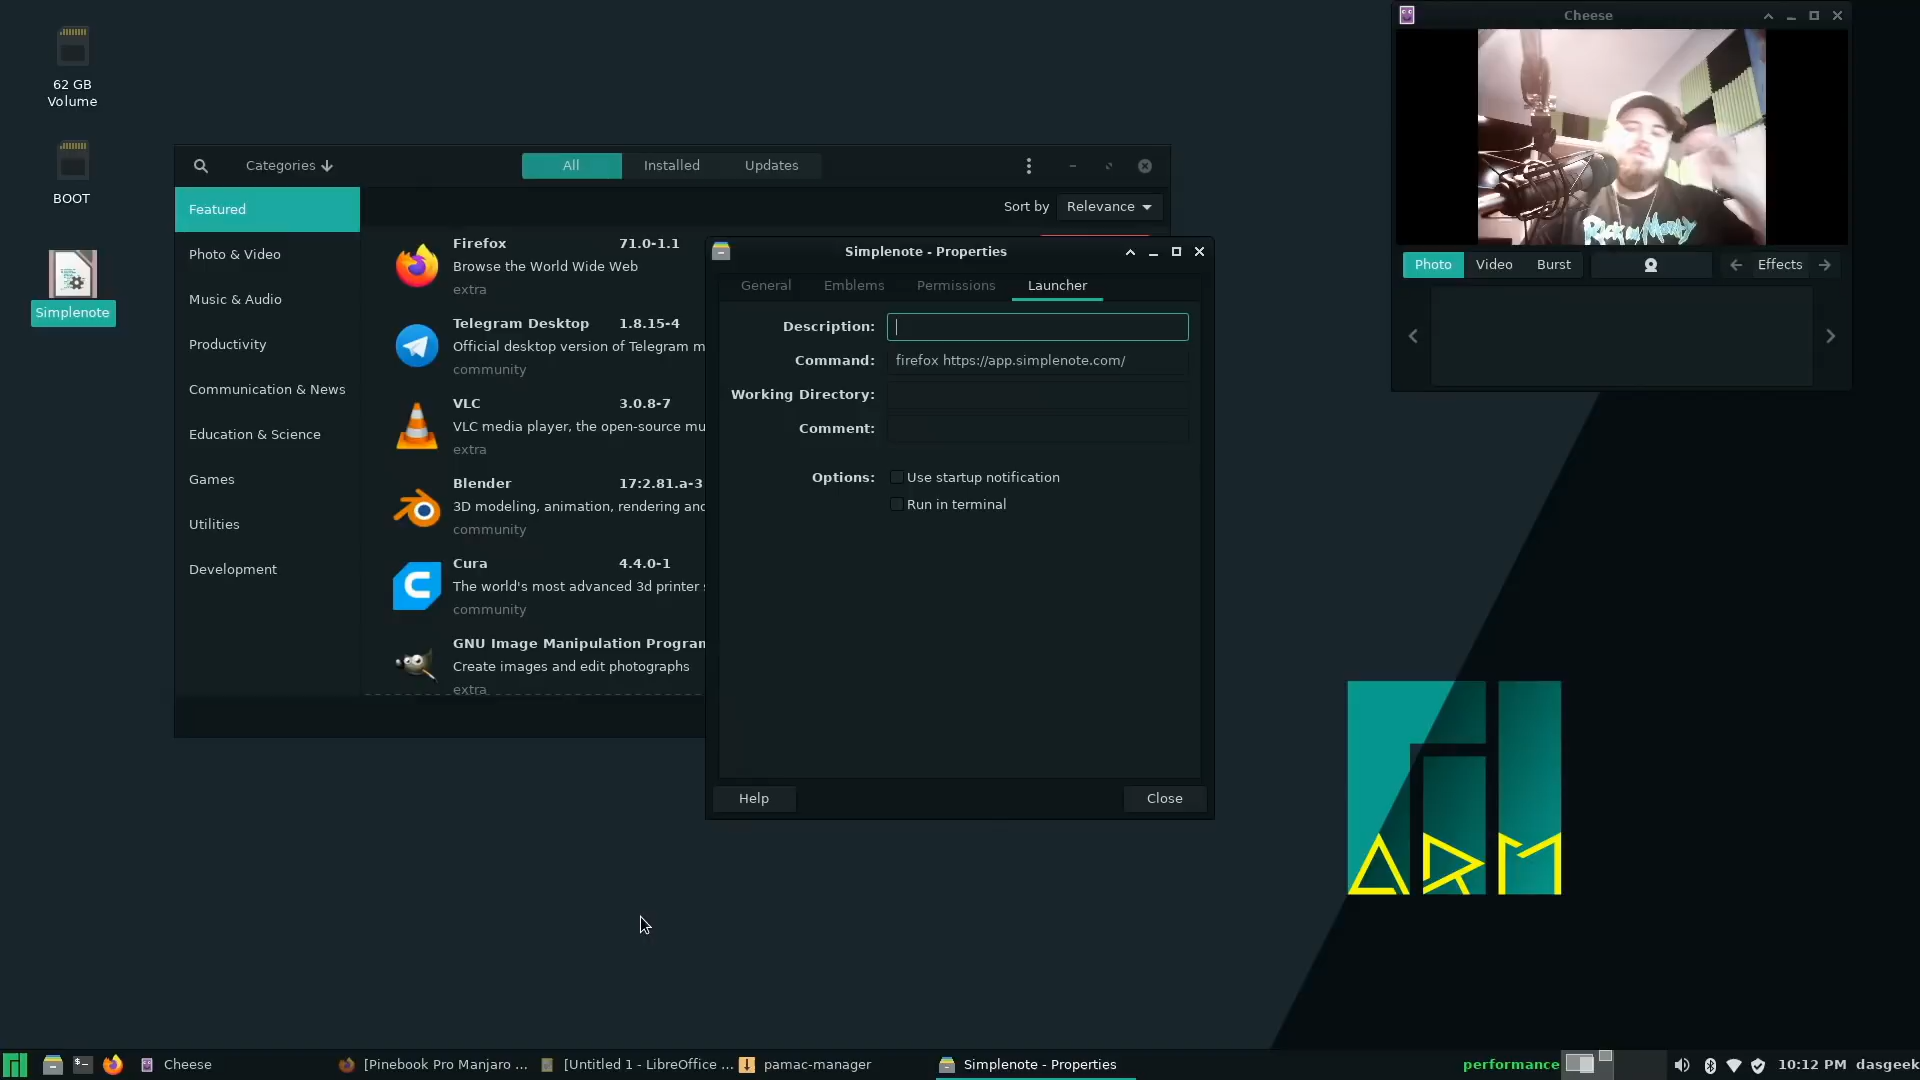 62 GB
Volume
BOOT
Simplenote
Categories
All
Installed
Updates
Featured
Photo & Video
Music & Audio
Productivity
Communication & News
Education & Science
Games
Utilities
Development
Sort by
Relevance
Firefox 71.0-1.1
Browse the World Wide Web
extra
Telegram Desktop 1.8.15-4
Official desktop version of Telegram m
community
VLC 3.0.8-7
VLC media player, the open-source mu
extra
Blender 17:2.81.a-3
3D modeling, animation, rendering and
community
Cura 4.4.0-1
The world's most advanced 3d printer s
community
GNU Image Manipulation Program
Create images and edit photographs
extra
Simplenote - Properties
General
Emblems
Permissions
Launcher
Description:
Command: firefox https://app.simplenote.com/
Working Directory:
Comment:
Options: Use startup notification
Run in terminal
Help
Close
Cheese
Rick and Morty
Photo
Video
Burst
Effects
ARM
Cheese
[Pinebook Pro Manjaro ...
[Untitled 1 - LibreOffice ...
pamac-manager
Simplenote - Properties
performance
10:12 PM
dasgeek